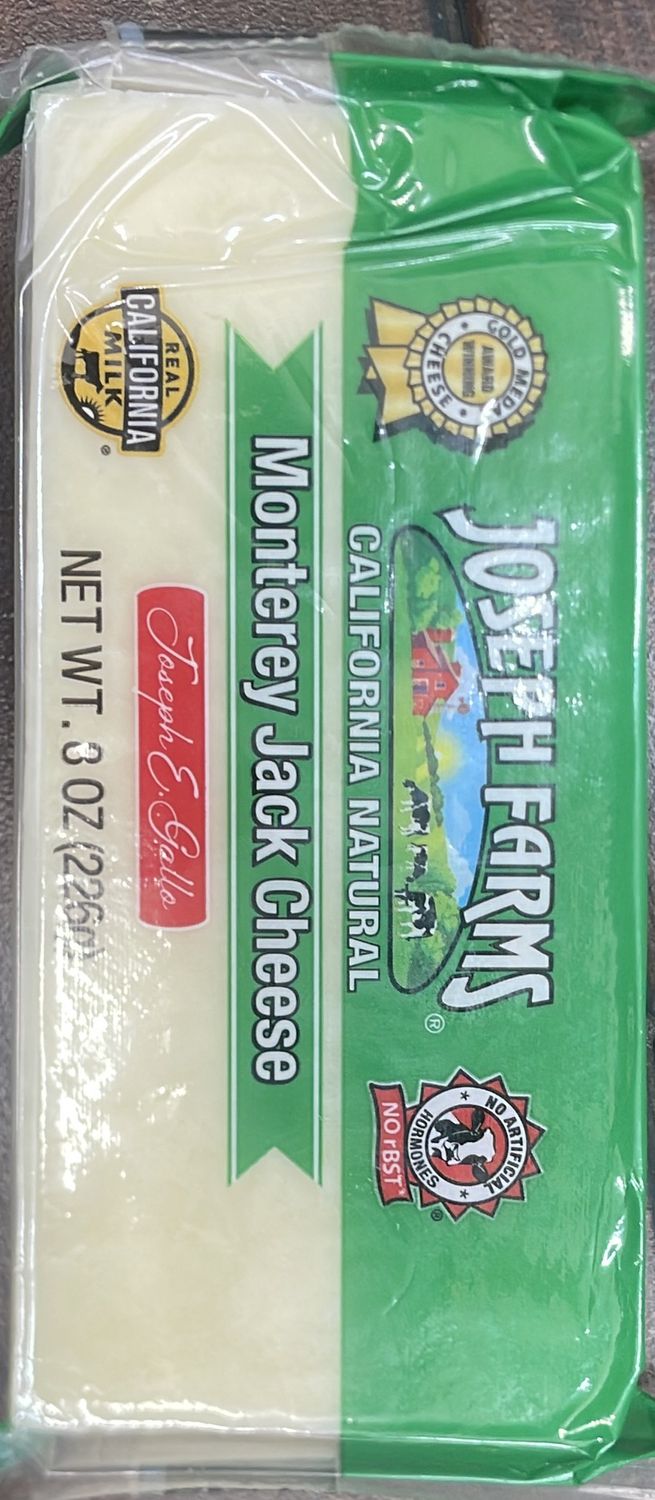 GOLD MEDAL
AWARD
WINNING
CHEESE
JOSEPH FARMS®
CALIFORNIA NATURAL
NO ARTIFICIAL
HORMONES
NO rBST*
®
Monterey Jack Cheese
REAL
CALIFORNIA
MILK
®
Joseph E. Gallo
NET WT. 8 OZ (226g)